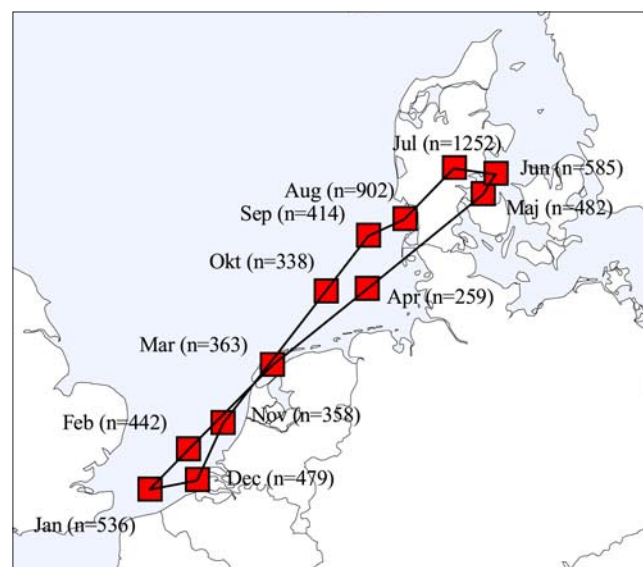 Jul (n=1252)
Jun (n=585)
Aug (n=902)
Maj (n=482)
Sep (n=414)
Okt (n=338)
Apr (n=259)
Mar (n=363)
Nov (n=358)
Feb (n=442)
Dec (n=479)
Jan (n=536)